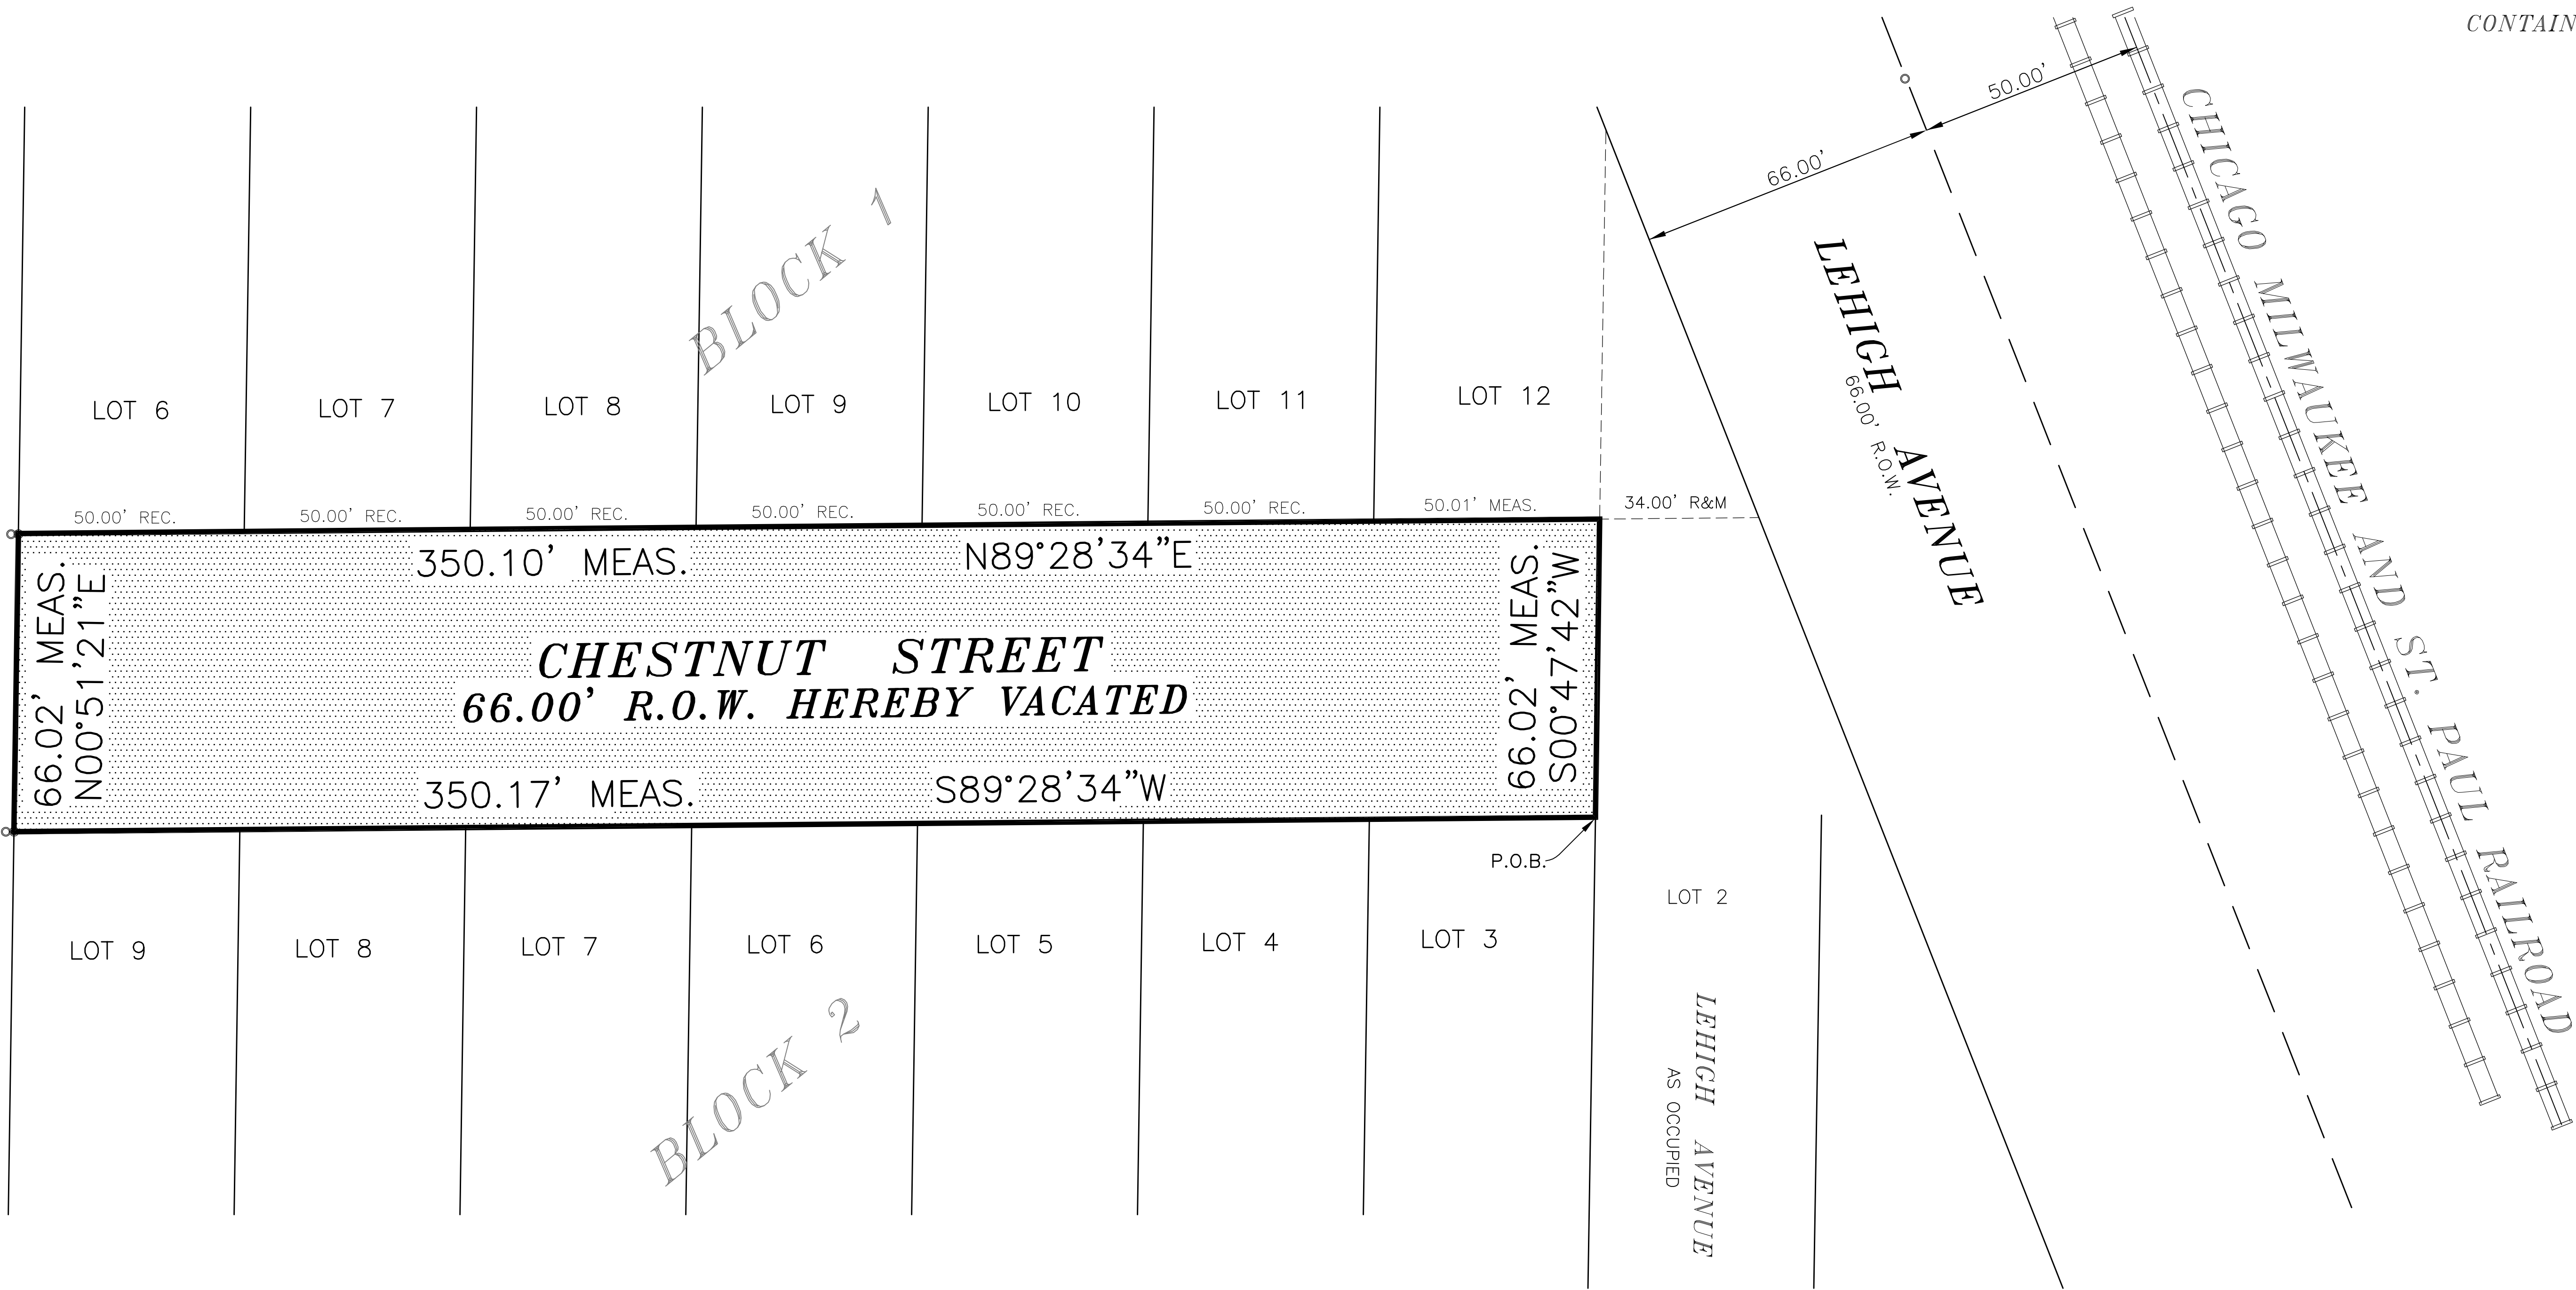 CONTAIN
50.00'
66.00'
CHICAGO MILWAUKEE AND ST. PAUL RAILROAD
BLOCK 1
LEHIGH AVENUE
66.00' R.O.W.
LOT 6 LOT 7 LOT 8 LOT 9 LOT 10 LOT 11 LOT 12
50.00' REC. 50.00' REC. 50.00' REC. 50.00' REC. 50.00' REC. 50.00' REC. 50.01' MEAS. 34.00' R&M
350.10' MEAS. N89°28'34"E
66.02' MEAS.
N00°51'21"E
CHESTNUT STREET
66.00' R.O.W. HEREBY VACATED
66.02' MEAS.
S00°47'42"W
350.17' MEAS. S89°28'34"W
P.O.B.
LOT 9 LOT 8 LOT 7 LOT 6 LOT 5 LOT 4 LOT 3 LOT 2
BLOCK 2
LEHIGH AVENUE
AS OCCUPIED